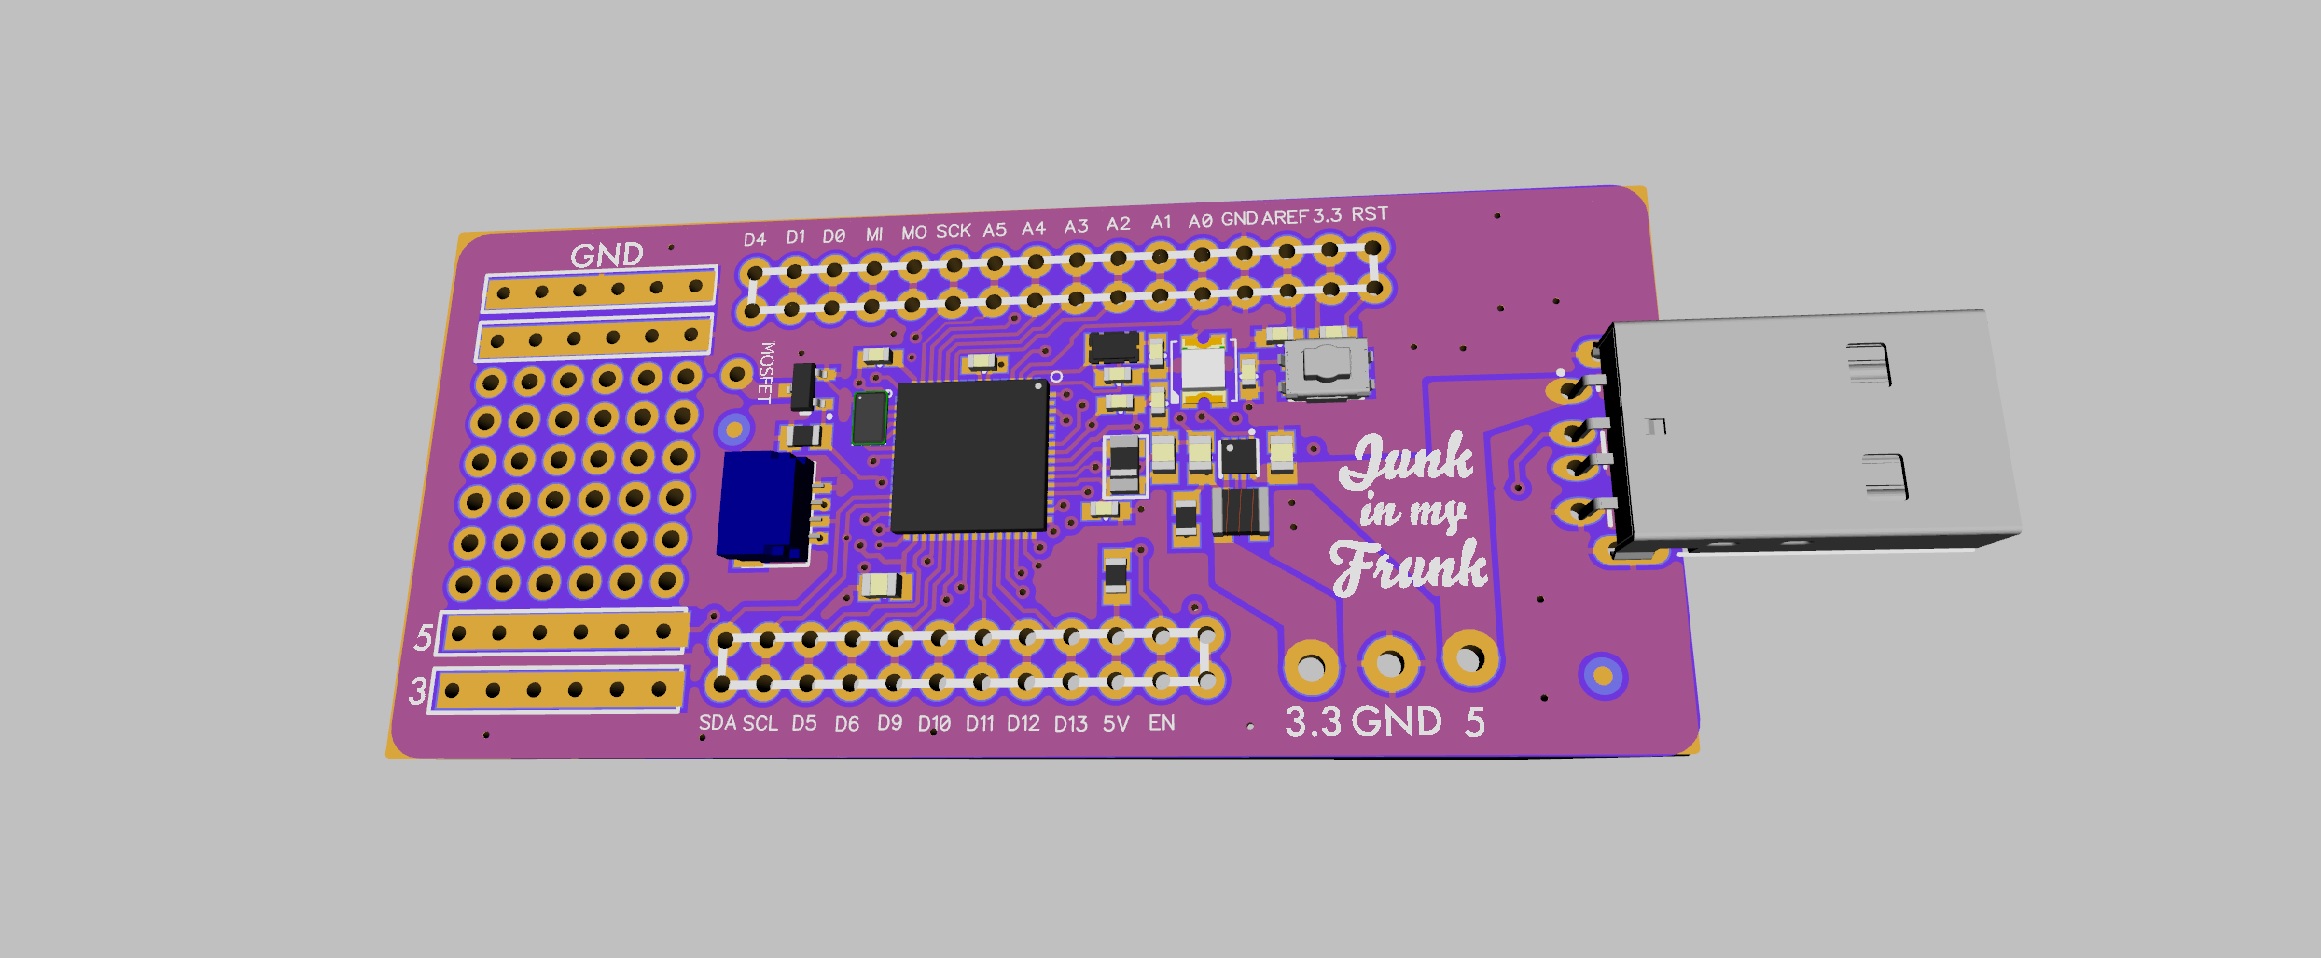 GND
D4 D1 D0 MI MO SCK A5 A4 A3 A2 A1 A0 GND AREF 3.3 RST
MOSFET
Junk
in my
Frunk
5
3
SDA SCL D5 D6 D9 D10 D11 D12 D13 5V EN
3.3 GND 5